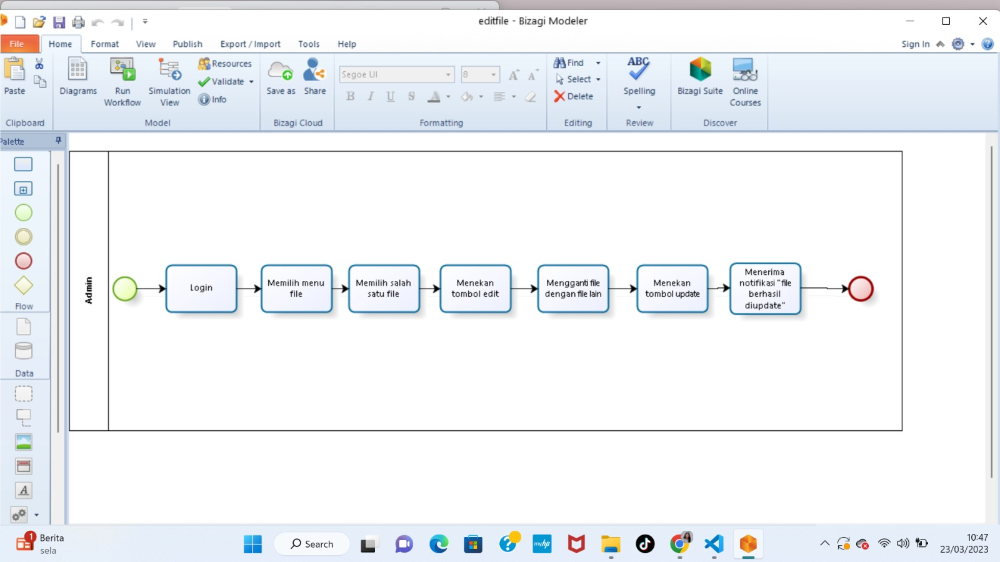 editfile - Bizagi Modeler
File
Home
Format
View
Publish
Export / Import
Tools
Help
Sign In
Paste
Clipboard
Diagrams
Run
Workflow
Simulation
View
Resources
Validate
Info
Model
Save as
Share
Bizagi Cloud
Segoe UI
8
B I U S A
Formatting
Find
Select
Delete
Editing
ABC
Spelling
Review
Bizagi Suite
Online
Courses
Discover
Palette
Flow
Data
A
Admin
Login
Memilih menu
file
Memilih salah
satu file
Menekan
tombol edit
Mengganti file
dengan file lain
Menekan
tombol update
Menerima
notifikasi "file
berhasil
diupdate"
1
Berita
sela
Search
myhp
10:47
23/03/2023